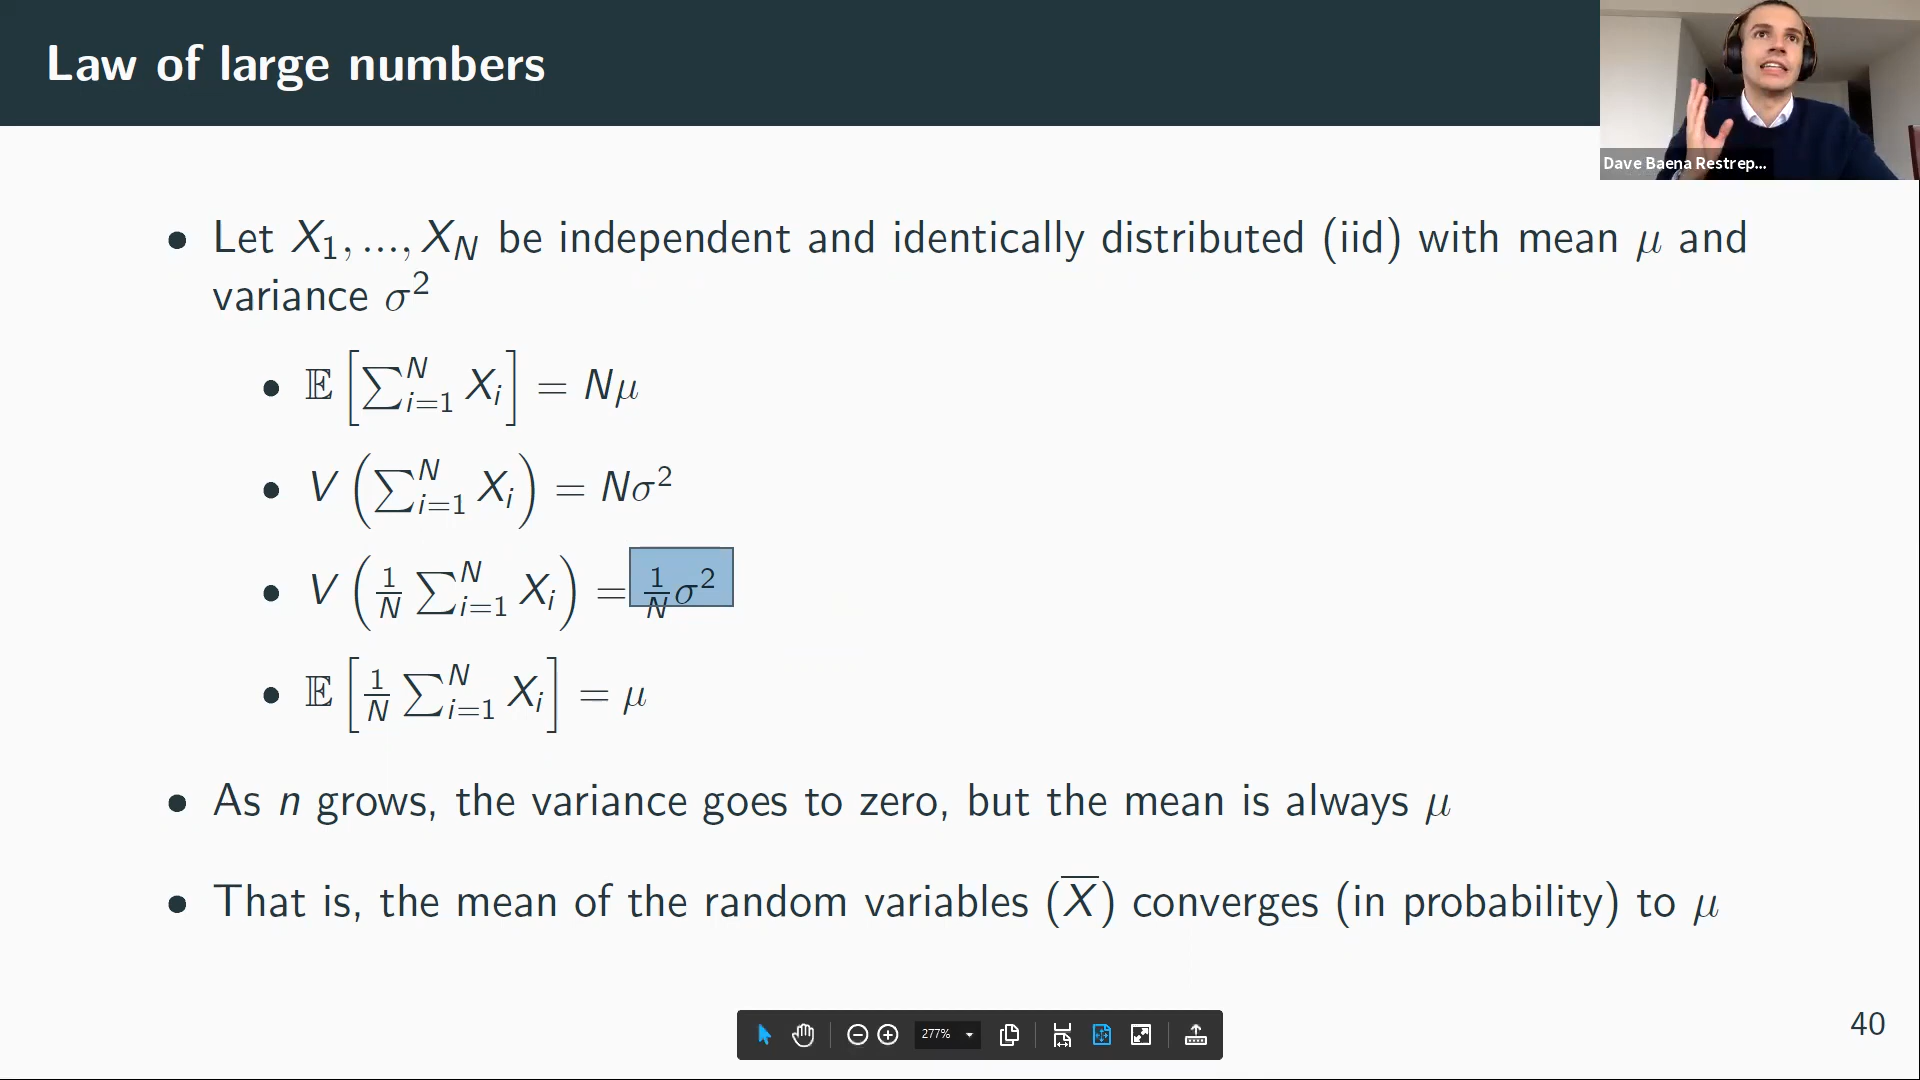 Law of large numbers
Dave Baena Restrep...
• Let X₁, ..., X_N be independent and identically distributed (iid) with mean μ and
variance σ²
• 𝔼[∑ᵢ₌₁ᴺ Xᵢ] = Nμ
• V(∑ᵢ₌₁ᴺ Xᵢ) = Nσ²
• V(1/N ∑ᵢ₌₁ᴺ Xᵢ) = 1/N σ²
• 𝔼[1/N ∑ᵢ₌₁ᴺ Xᵢ] = μ
• As n grows, the variance goes to zero, but the mean is always μ
• That is, the mean of the random variables (X̅) converges (in probability) to μ
277%
40